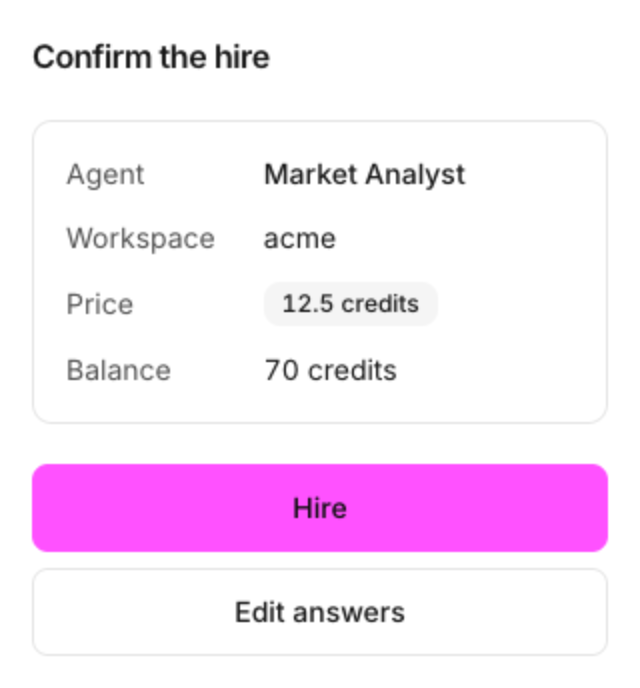 Confirm the hire
Agent Market Analyst
Workspace acme
Price 12.5 credits
Balance 70 credits
Hire
Edit answers